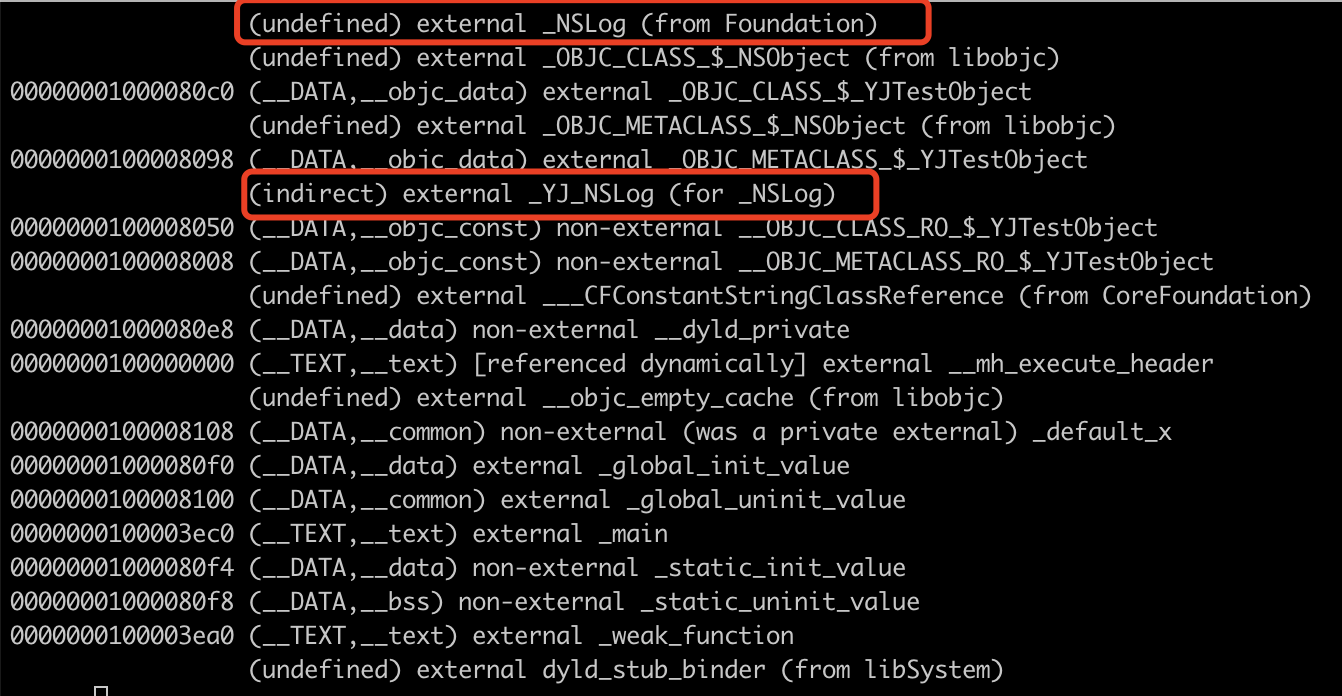 (undefined) external _NSLog (from Foundation)
(undefined) external _OBJC_CLASS_$_NSObject (from libobjc)
00000001000080c0 (__DATA,__objc_data) external _OBJC_CLASS_$_YJTestObject
(undefined) external _OBJC_METACLASS_$_NSObject (from libobjc)
0000000100008098 (__DATA,__objc_data) external _OBJC_METACLASS_$_YJTestObject
(indirect) external _YJ_NSLog (for _NSLog)
0000000100008050 (__DATA,__objc_const) non-external __OBJC_CLASS_RO_$_YJTestObject
0000000100008008 (__DATA,__objc_const) non-external __OBJC_METACLASS_RO_$_YJTestObject
(undefined) external ___CFConstantStringClassReference (from CoreFoundation)
00000001000080e8 (__DATA,__data) non-external __dyld_private
0000000100000000 (__TEXT,__text) [referenced dynamically] external __mh_execute_header
(undefined) external __objc_empty_cache (from libobjc)
0000000100008108 (__DATA,__common) non-external (was a private external) _default_x
00000001000080f0 (__DATA,__data) external _global_init_value
0000000100008100 (__DATA,__common) external _global_uninit_value
0000000100003ec0 (__TEXT,__text) external _main
00000001000080f4 (__DATA,__data) non-external _static_init_value
00000001000080f8 (__DATA,__bss) non-external _static_uninit_value
0000000100003ea0 (__TEXT,__text) external _weak_function
(undefined) external dyld_stub_binder (from libSystem)